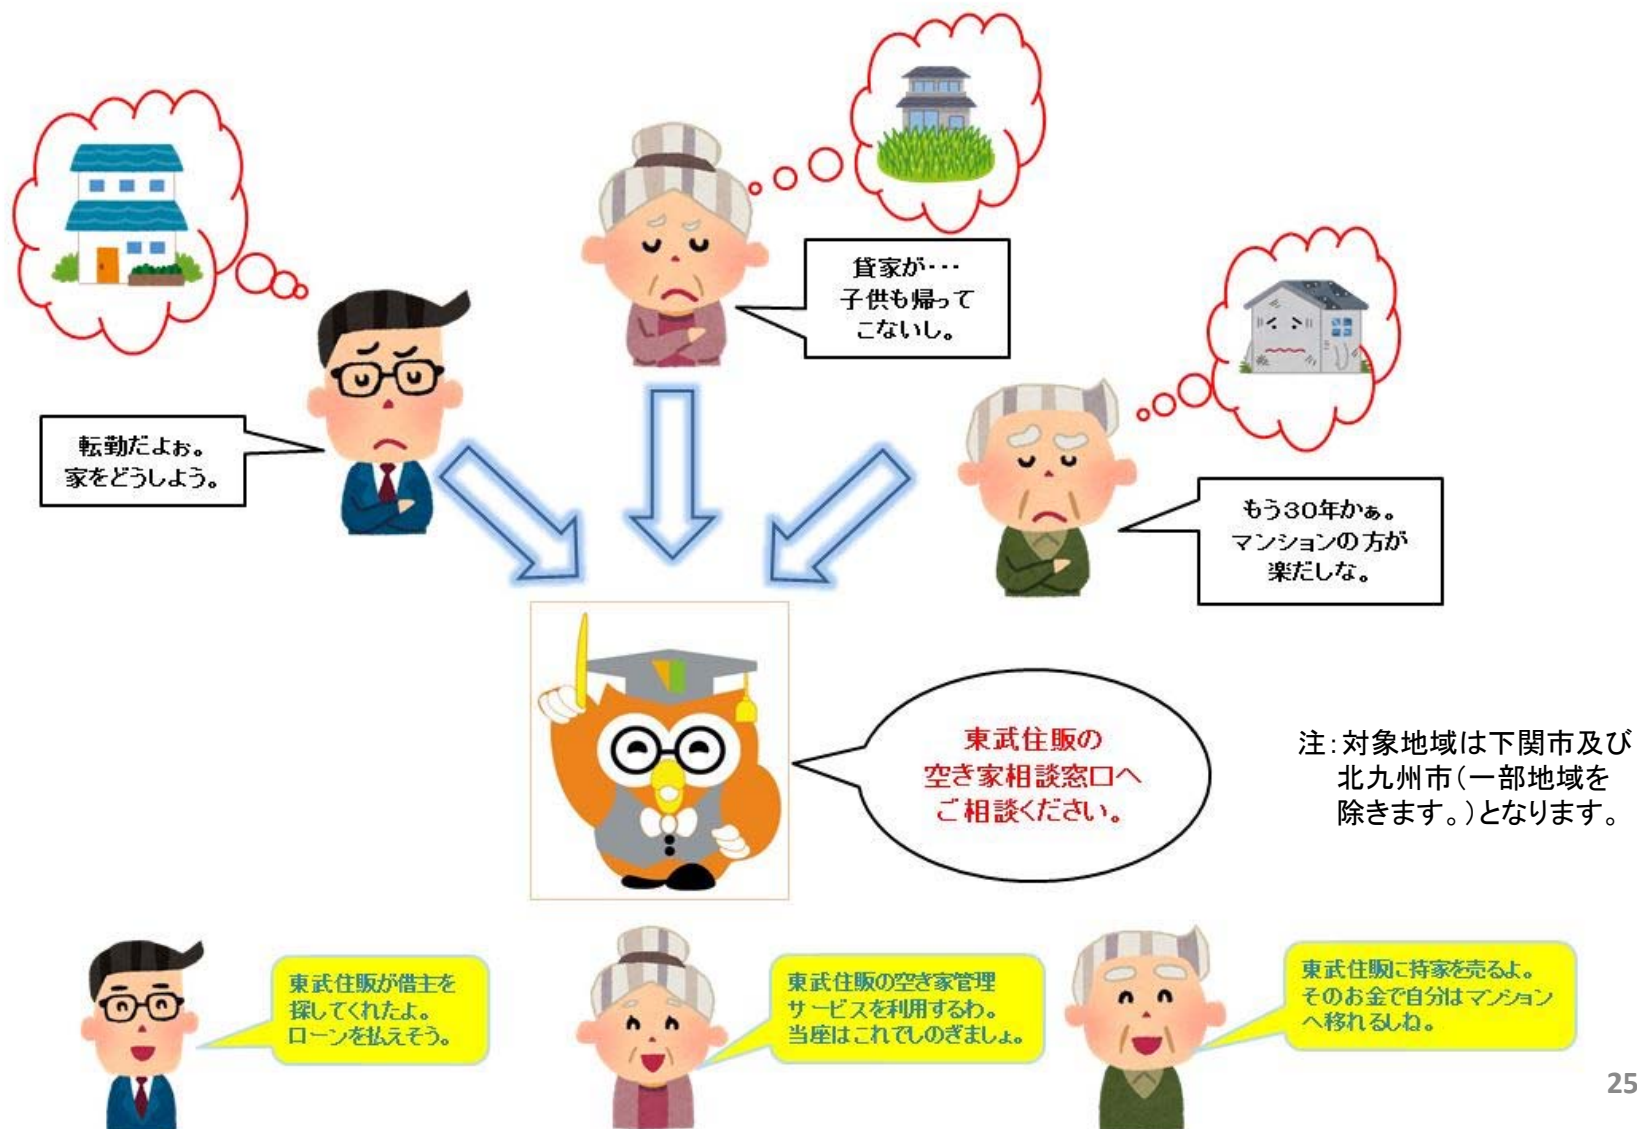 貸家が・・・
子供も帰って
こないし。
転勤だよぉ。
家をどうしよう。
もう30年かぁ。
マンションの方が
楽だしな。
東武住販の
空き家相談窓口へ
ご相談ください。
注：対象地域は下関市及び
北九州市（一部地域を
除きます。）となります。
東武住販が借主を
探してくれたよ。
ローンを払えそう。
東武住販の空き家管理
サービスを利用するわ。
当座はこれでしのぎましょ。
東武住販に持家を売るよ。
そのお金で自分はマンション
へ移れるしね。
25